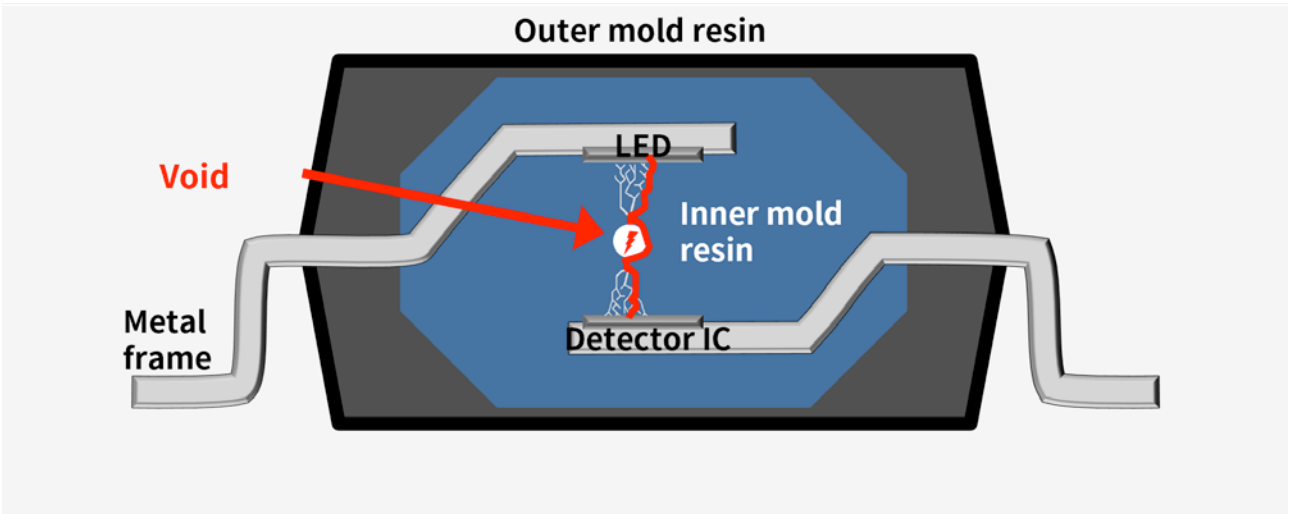 Outer mold resin
LED
Void
Inner mold
resin
Metal
frame
Detector IC